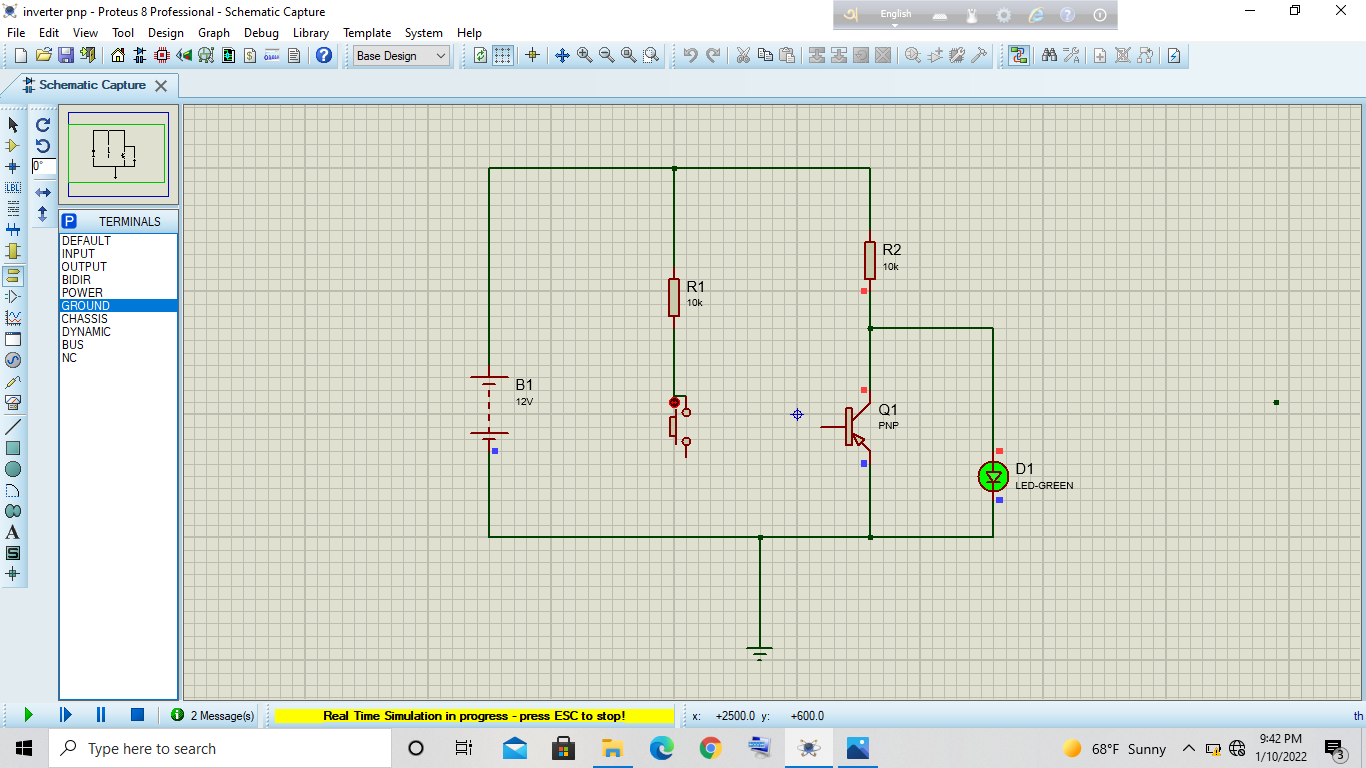 inverter pnp - Proteus 8 Professional - Schematic Capture
English
File Edit View Tool Design Graph Debug Library Template System Help
Base Design
Schematic Capture
0°
LBL
P TERMINALS
DEFAULT
INPUT
OUTPUT
BIDIR
POWER
GROUND
CHASSIS
DYNAMIC
BUS
NC
A
S
R2
10k
R1
10k
B1
12V
Q1
PNP
D1
LED-GREEN
2 Message(s)
Real Time Simulation in progress - press ESC to stop!
x: +2500.0 y: +600.0
th
Type here to search
68°F Sunny
9:42 PM
1/10/2022
3